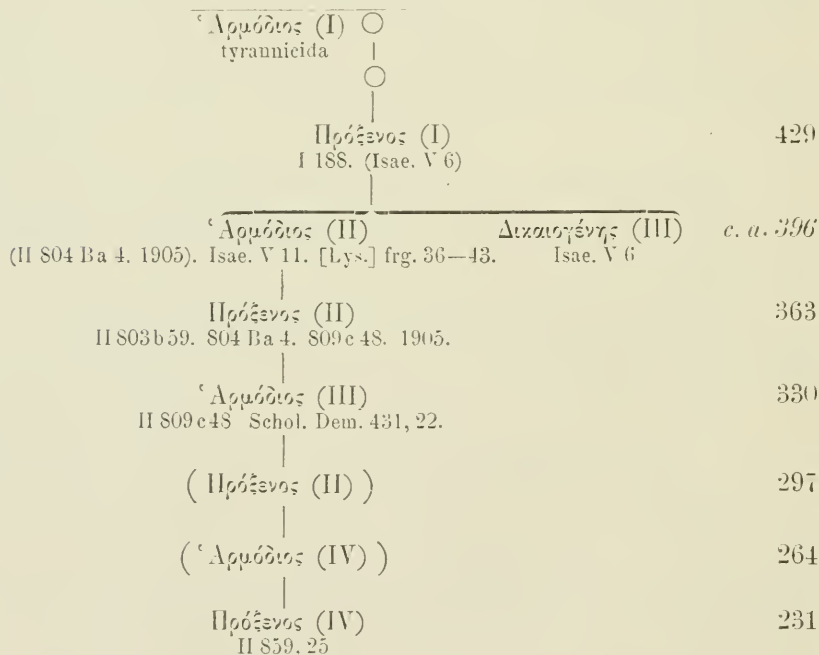 Ἁρμόδιος (I)
tyrannicida
Πρόξενος (I) 429
I 188. (Isae. V 6)
Ἁρμόδιος (II) Δικαιογένης (III) c. a. 396
(II 804 Ba 4. 1905). Isae. V 11. [Lys.] frg. 36—43. Isae. V 6
Πρόξενος (II) 363
II 803 b 59. 804 Ba 4. 809 c 48. 1905.
Ἁρμόδιος (III) 330
II 809 c 48 Schol. Dem. 431, 22.
(Πρόξενος (II)) 297
(Ἁρμόδιος (IV)) 264
Πρόξενος (IV) 231
II 859. 25